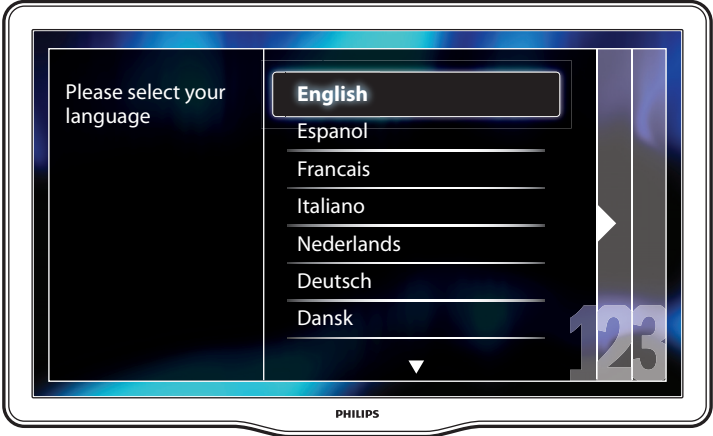 Please select your
language
English
Espanol
Francais
Italiano
Nederlands
Deutsch
Dansk
123
PHILIPS